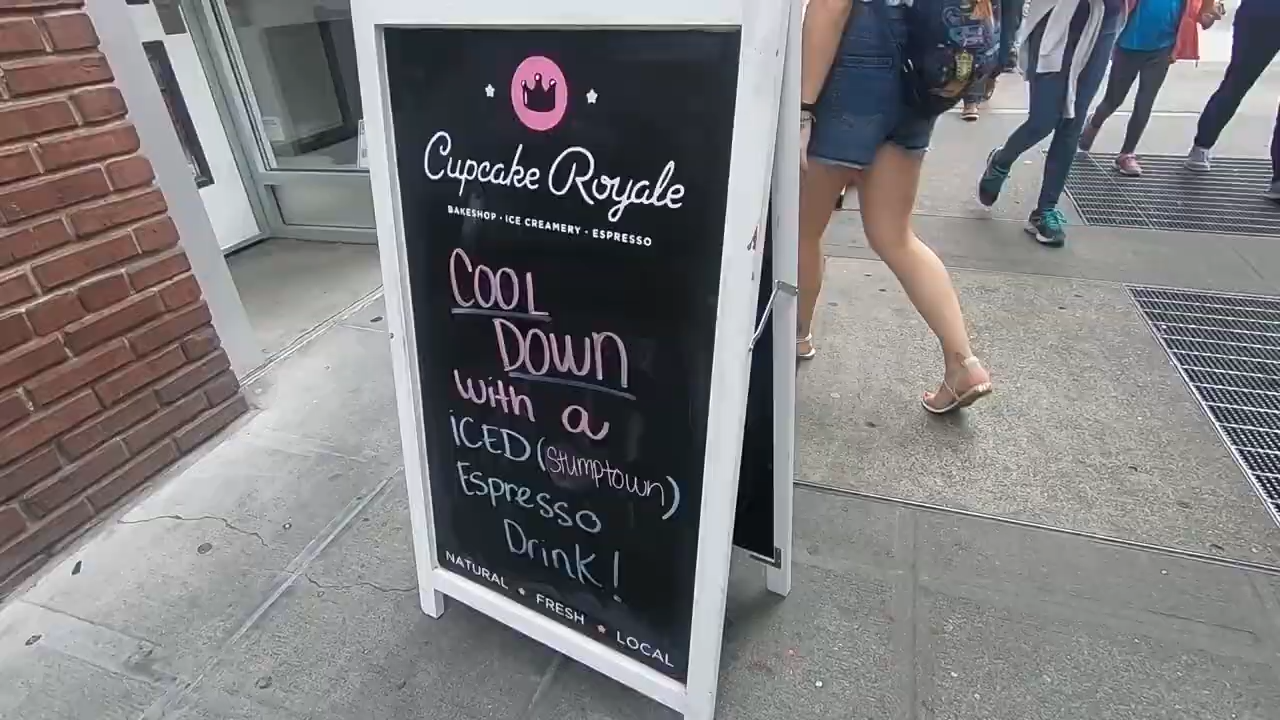 Cupcake Royale
BAKESHOP · ICE CREAMERY · ESPRESSO
COOL
DOWN
with a
iCED (Stumptown)
Espresso
Drink!
NATURAL ★ FRESH ★ LOCAL